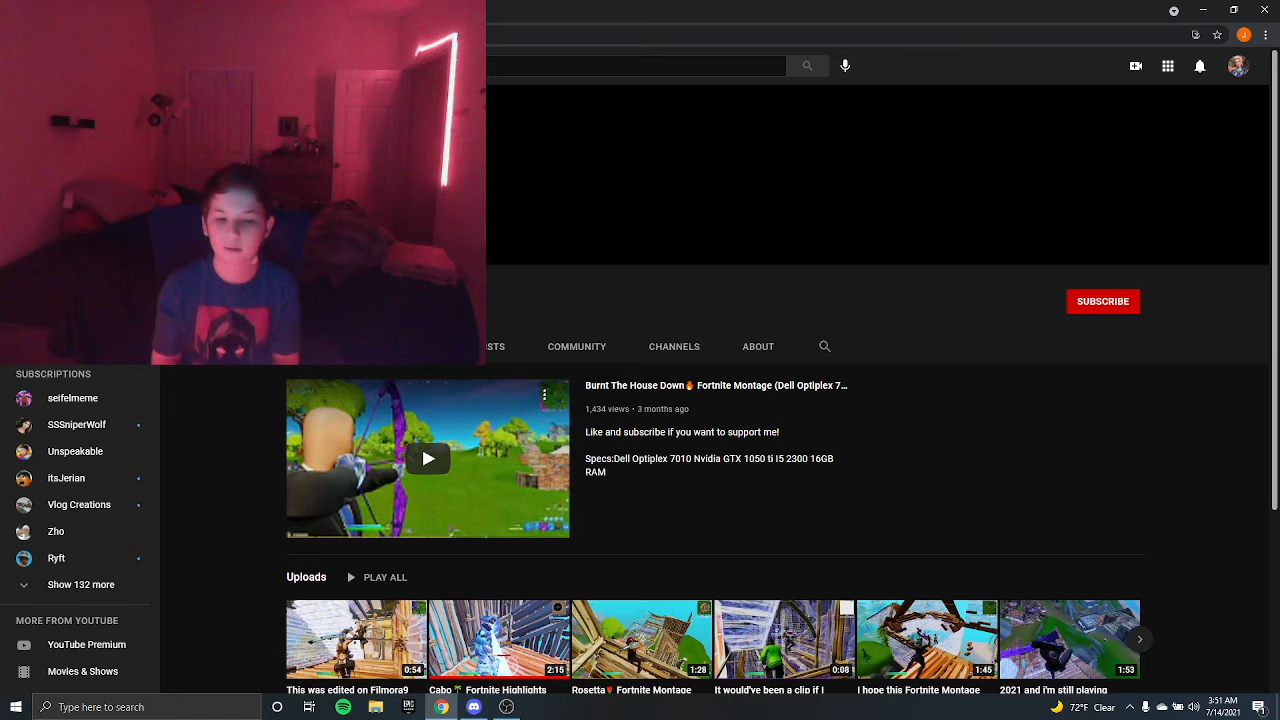 J
STS
COMMUNITY
CHANNELS
ABOUT
SUBSCRIBE
SUBSCRIPTIONS
seifelmeme
SSSniperWolf
Unspeakable
itsJerian
Vlog Creations
Zho
Ryft
Show 132 more
MORE FROM YOUTUBE
YouTube Premium
Movies & Shows
Burnt The House Down🔥 Fortnite Montage (Dell Optiplex 7…
1,434 views • 3 months ago
Like and subscribe if you want to support me!
Specs:Dell Optiplex 7010 Nvidia GTX 1050 ti I5 2300 16GB
RAM
Uploads
PLAY ALL
0:54
2:15
1:28
0:08
1:45
1:53
This was edited on Filmora9
Cabo🌴 Fortnite Highlights
Rosetta🌹 Fortnite Montage
It would've been a clip if I
I hope this Fortnite Montage
2021 and i'm still playing
Type here to search
EPIC
GAMES
72°F Clear
3:51 AM
7/14/2021